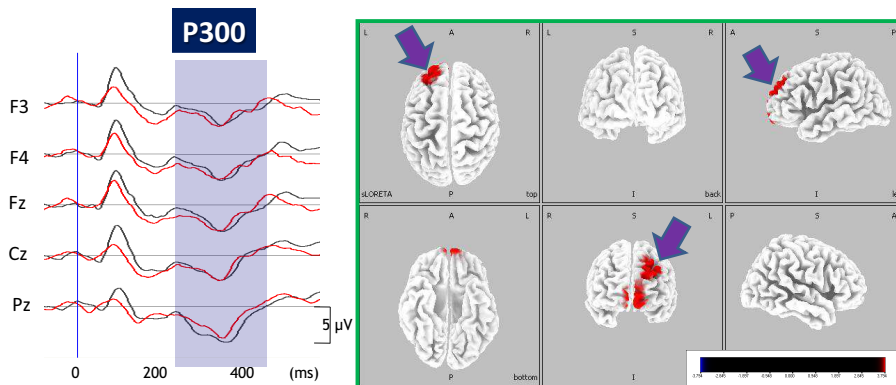 P300
F3
F4
Fz
Cz
Pz
5 μV
0 200 400 (ms)
L A R
sLORETA P top
L S R
I back
A S P
I
R A L
P bottom
R S L
I
P S A